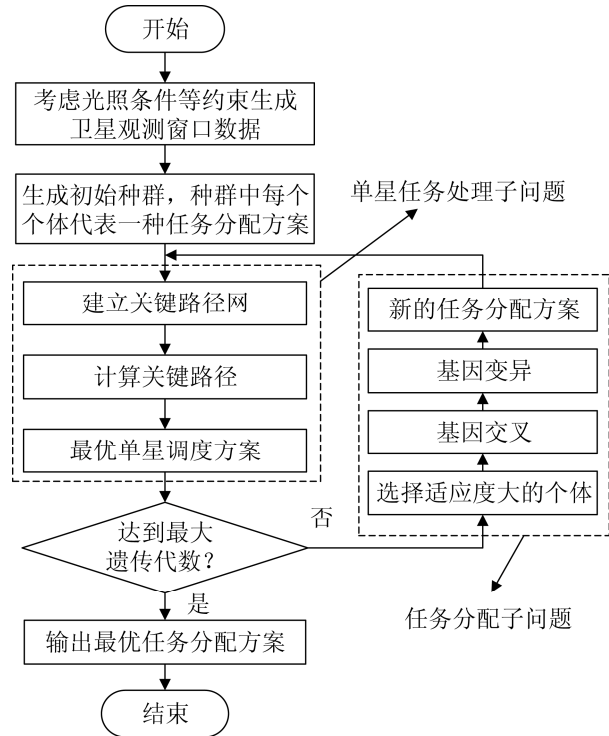 开始
考虑光照条件等约束生成
卫星观测窗口数据
生成初始种群，种群中每个
个体代表一种任务分配方案
单星任务处理子问题
建立关键路径网
计算关键路径
最优单星调度方案
新的任务分配方案
基因变异
基因交叉
选择适应度大的个体
达到最大
遗传代数?
否
是
任务分配子问题
输出最优任务分配方案
结束